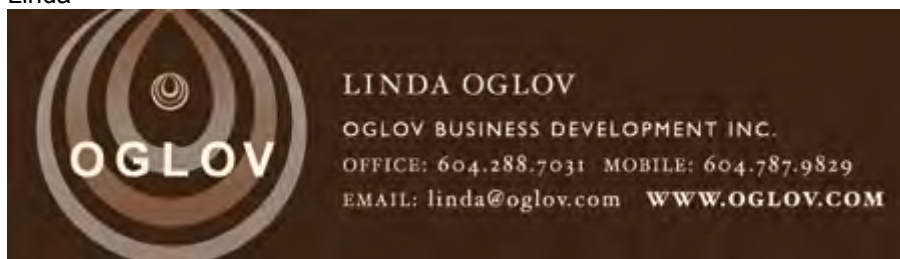 Linda
OGLOV
LINDA OGLOV
OGLOV BUSINESS DEVELOPMENT INC.
OFFICE: 604.288.7031 MOBILE: 604.787.9829
EMAIL: linda@oglov.com WWW.OGLOV.COM